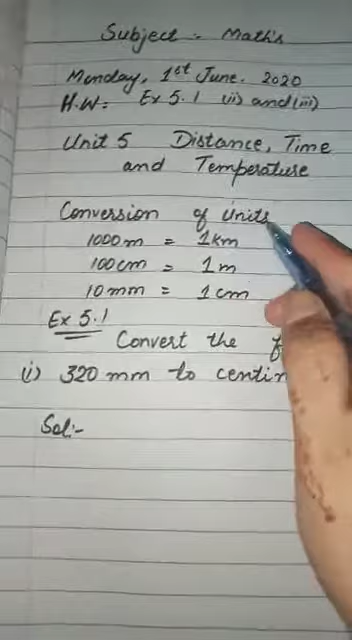 Subject :- Math's
Monday, 1st June. 2020
H.W: Ex 5.1 (ii) and (iii)
Unit 5 Distance, Time
and Temperature
Conversion of Units
1000 m = 1 km
100 cm = 1 m
10 mm = 1 cm
Ex 5.1
Convert the
i) 320 mm to
Sol:-